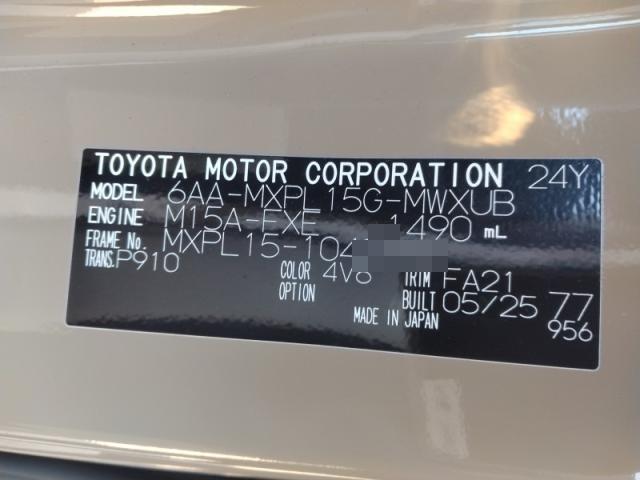 TOYOTA MOTOR CORPORATION 24Y
MODEL 6AA-MXPL15G-MWXUB
ENGINE M15A-FXE 1490 mL
FRAME No. MXPL15-104
TRANS. P910 COLOR 4V6 TRIM FA21
OPTION BUILT 05/25 77
MADE IN JAPAN 956